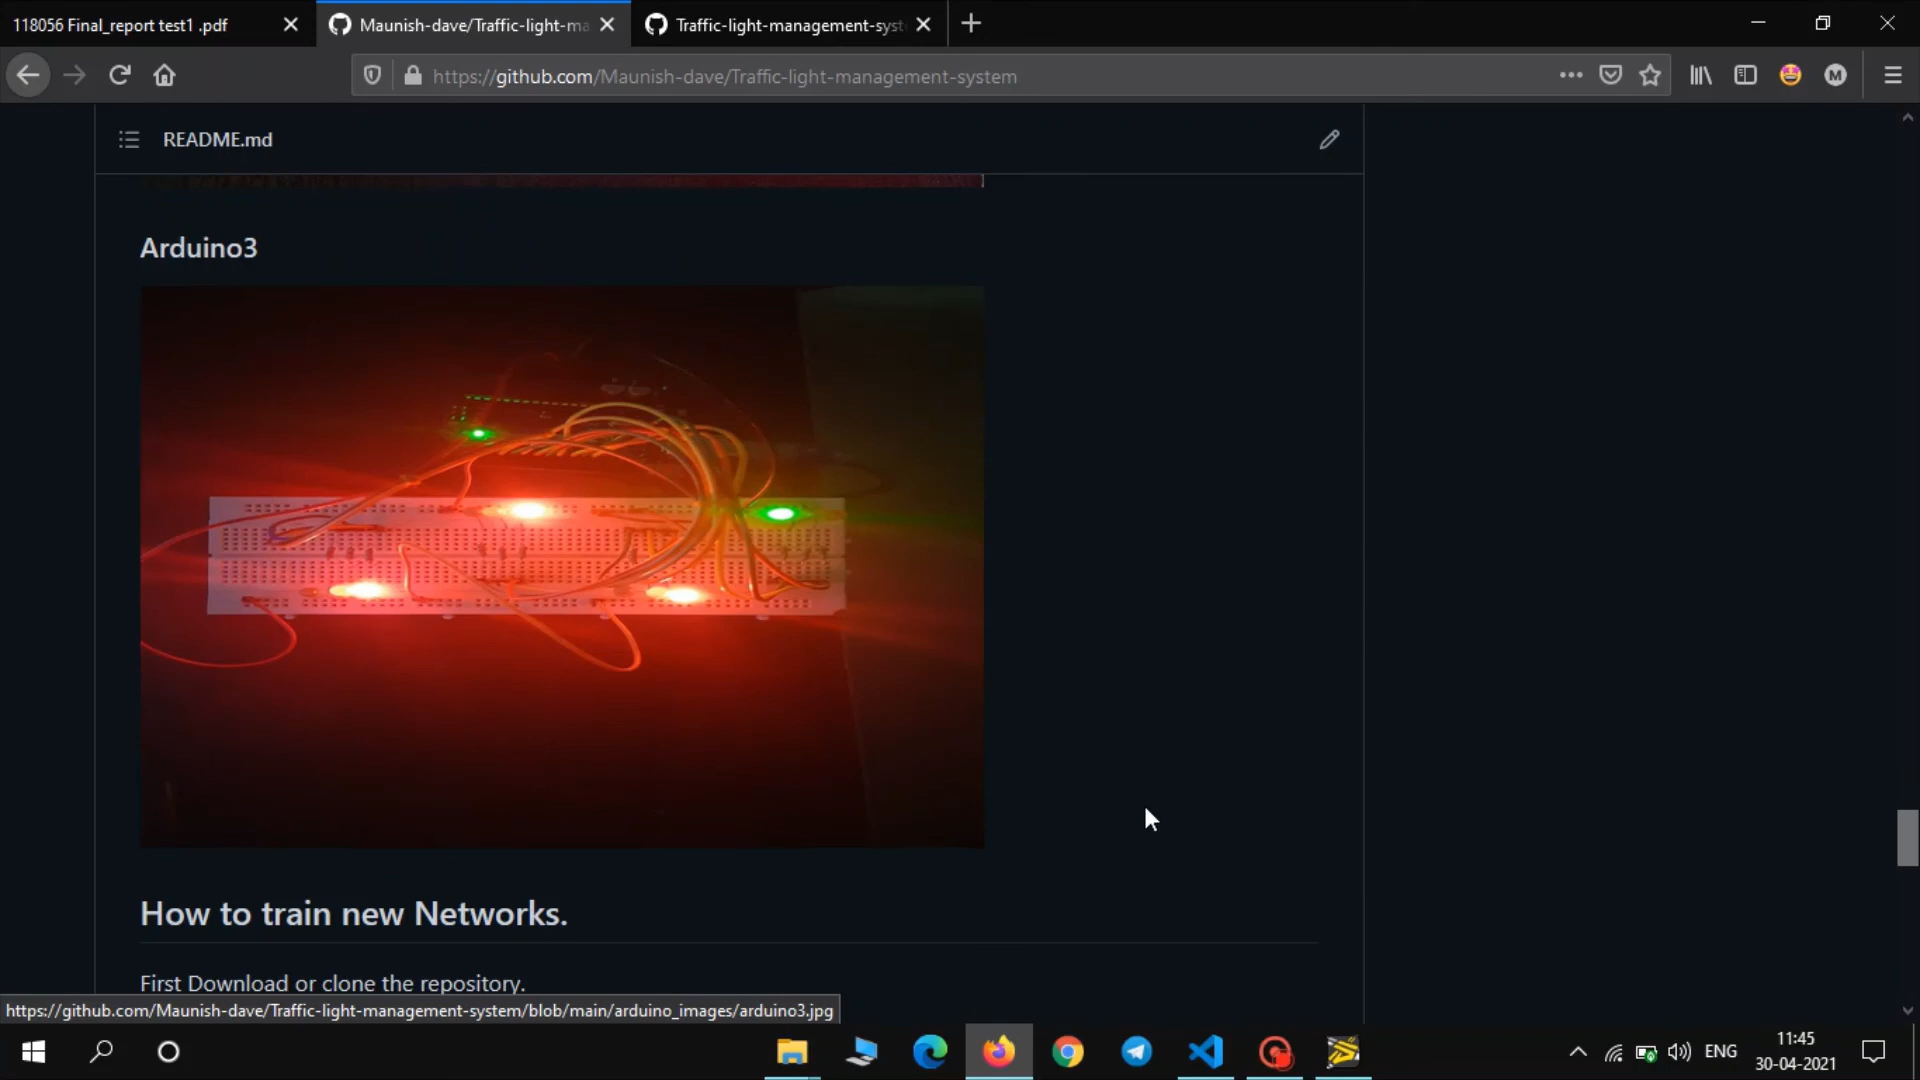 118056 Final_report test1 .pdf
Maunish-dave/Traffic-light-ma
Traffic-light-management-syst
https://github.com/Maunish-dave/Traffic-light-management-system
README.md
Arduino3
How to train new Networks.
First Download or clone the repository.
https://github.com/Maunish-dave/Traffic-light-management-system/blob/main/arduino_images/arduino3.jpg
ENG
11:45
30-04-2021